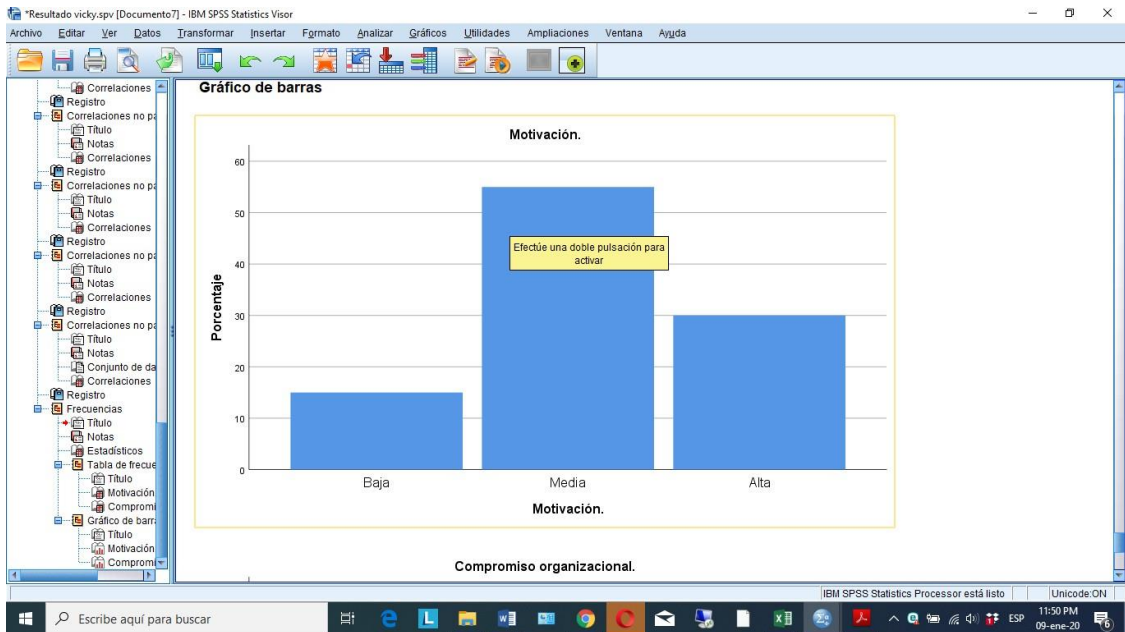 *Resultado vicky.spv [Documento7] - IBM SPSS Statistics Visor
Archivo Editar Ver Datos Transformar Insertar Formato Analizar Gráficos Utilidades Ampliaciones Ventana Ayuda
Correlaciones
Registro
Correlaciones no pa
Título
Notas
Correlaciones
Registro
Correlaciones no pa
Título
Notas
Correlaciones
Registro
Correlaciones no pa
Título
Notas
Correlaciones
Registro
Correlaciones no pa
Título
Notas
Conjunto de da
Correlaciones
Registro
Frecuencias
Título
Notas
Estadísticos
Tabla de frecue
Título
Motivación
Compromi
Gráfico de barra
Título
Motivación
Compromi
Gráfico de barras
Motivación.
Porcentaje
60
50
40
30
20
10
0
Efectúe una doble pulsación para
activar
Baja Media Alta
Motivación.
Compromiso organizacional.
IBM SPSS Statistics Processor está listo Unicode:ON
Escribe aquí para buscar
ESP
11:50 PM
09-ene-20
6